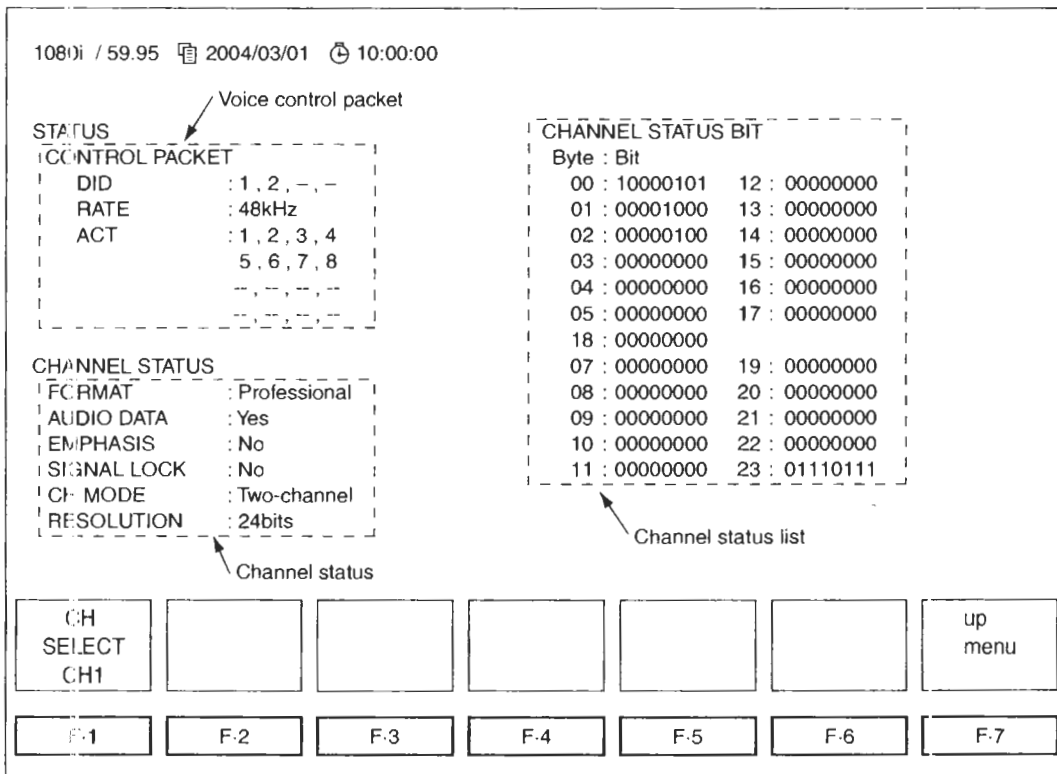 1080i / 59.95 2004/03/01 10:00:00
Voice control packet
STATUS
CONTROL PACKET
DID : 1 , 2 , – , –
RATE : 48kHz
ACT : 1 , 2 , 3 , 4
5 , 6 , 7 , 8
-- , -- , -- , --
-- , -- , -- , --
CHANNEL STATUS
FORMAT : Professional
AUDIO DATA : Yes
EMPHASIS : No
SIGNAL LOCK : No
CH MODE : Two-channel
RESOLUTION : 24bits
Channel status
CHANNEL STATUS BIT
Byte : Bit
00 : 10000101 12 : 00000000
01 : 00001000 13 : 00000000
02 : 00000100 14 : 00000000
03 : 00000000 15 : 00000000
04 : 00000000 16 : 00000000
05 : 00000000 17 : 00000000
18 : 00000000
07 : 00000000 19 : 00000000
08 : 00000000 20 : 00000000
09 : 00000000 21 : 00000000
10 : 00000000 22 : 00000000
11 : 00000000 23 : 01110111
Channel status list
CH
SELECT
CH1
up
menu
F·1 F·2 F·3 F·4 F·5 F·6 F·7